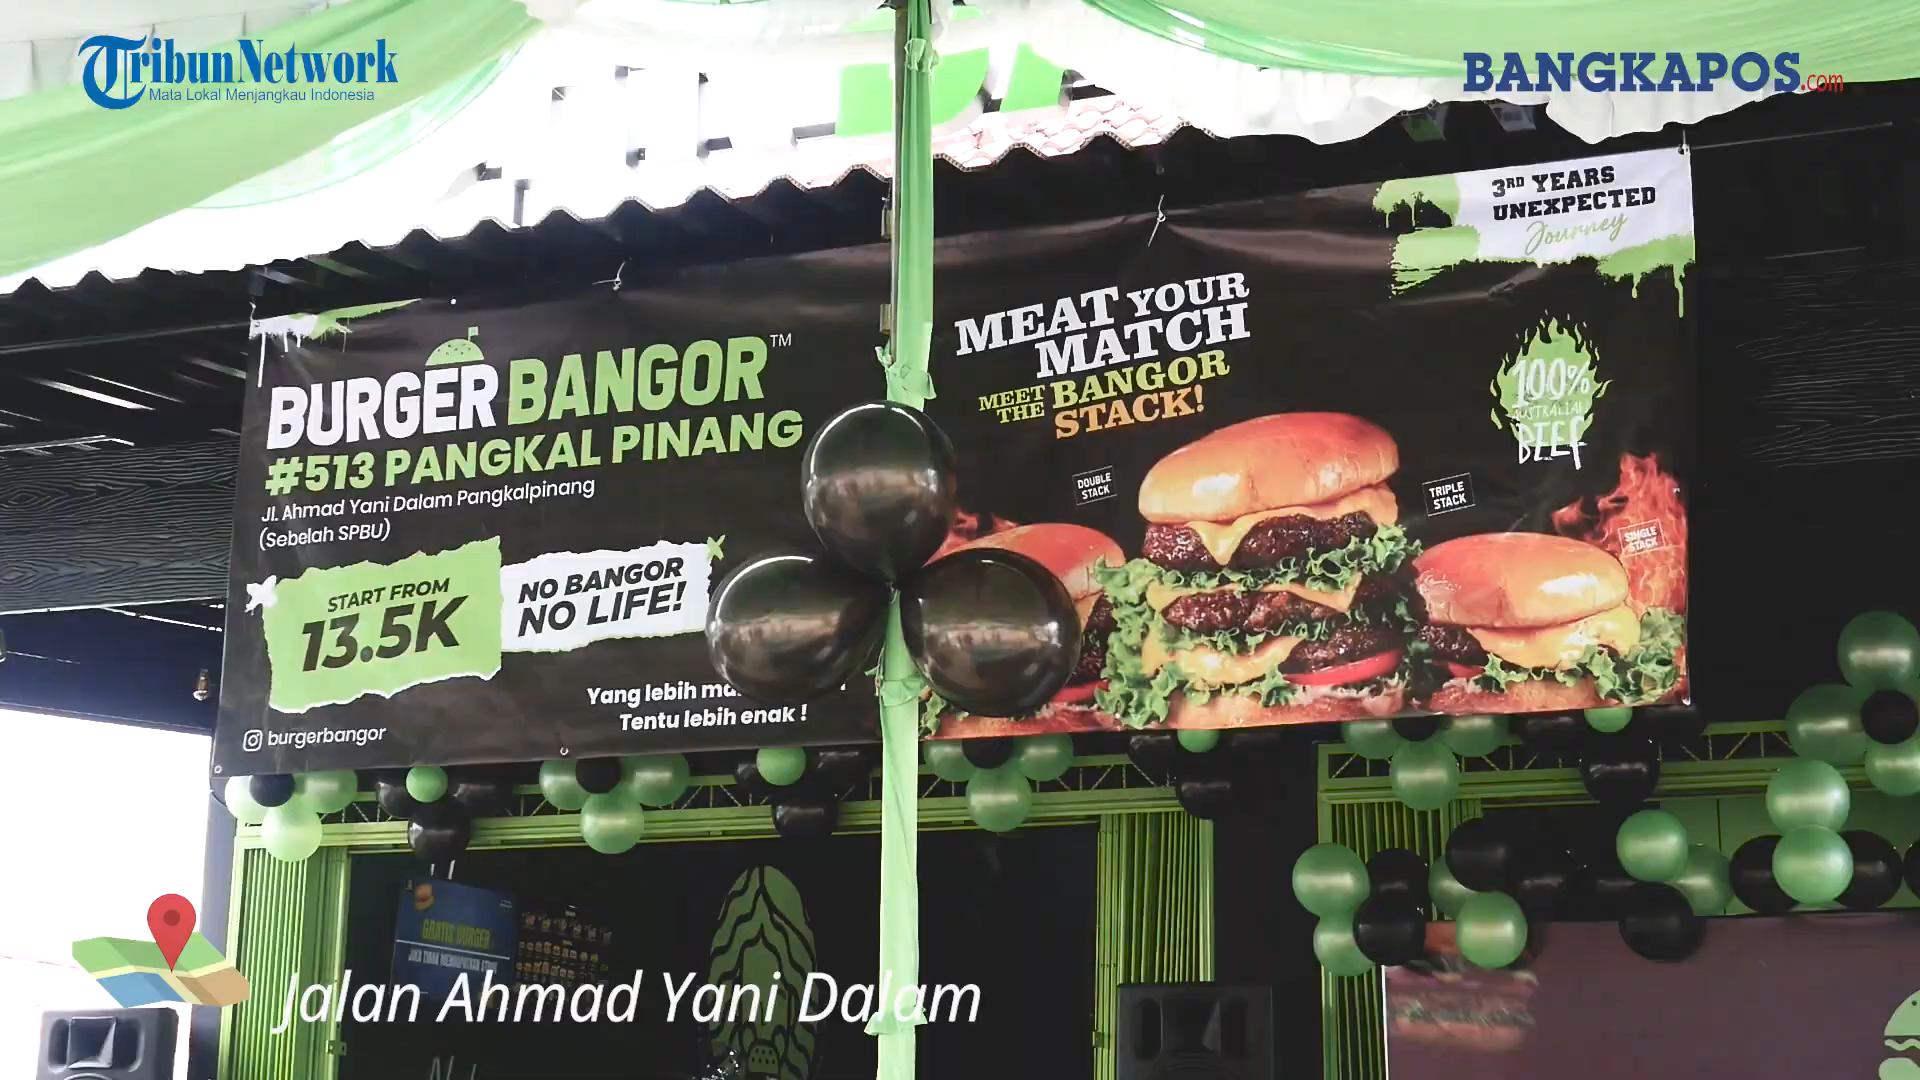 TribunNetwork
Mata Lokal Menjangkau Indonesia
BANGKAPOS.com
3RD YEARS
UNEXPECTED
Journey
BURGER BANGOR™
#513 PANGKAL PINANG
Jl. Ahmad Yani Dalam Pangkalpinang
(Sebelah SPBU)
START FROM
13.5K
NO BANGOR
NO LIFE!
Yang lebih
Tentu lebih enak !
burgerbangor
MEAT YOUR
MATCH
MEET THE BANGOR
STACK!
100%
AUSTRALIAN
BEEF
DOUBLE
STACK
TRIPLE
STACK
SINGLE
STACK
GRATIS BURGER
Jalan Ahmad Yani Dalam